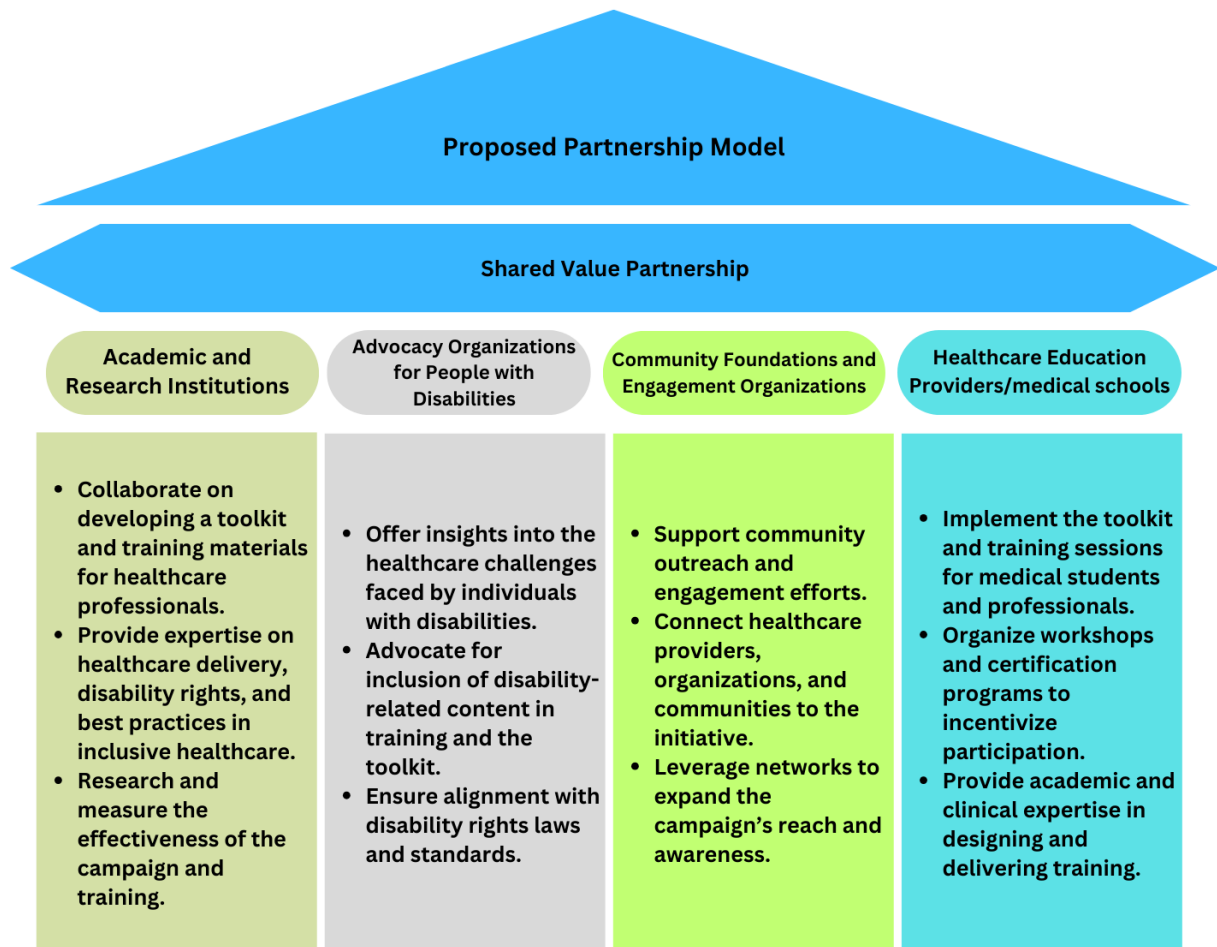 Proposed Partnership Model
Shared Value Partnership
Academic and
Research Institutions
Advocacy Organizations
for People with
Disabilities
Community Foundations and
Engagement Organizations
Healthcare Education
Providers/medical schools
• Collaborate on
developing a toolkit
and training materials
for healthcare
professionals.
• Provide expertise on
healthcare delivery,
disability rights, and
best practices in
inclusive healthcare.
• Research and
measure the
effectiveness of the
campaign and
training.
• Offer insights into the
healthcare challenges
faced by individuals
with disabilities.
• Advocate for
inclusion of disability-
related content in
training and the
toolkit.
• Ensure alignment with
disability rights laws
and standards.
• Support community
outreach and
engagement efforts.
• Connect healthcare
providers,
organizations, and
communities to the
initiative.
• Leverage networks to
expand the
campaign’s reach and
awareness.
• Implement the toolkit
and training sessions
for medical students
and professionals.
• Organize workshops
and certification
programs to
incentivize
participation.
• Provide academic and
clinical expertise in
designing and
delivering training.